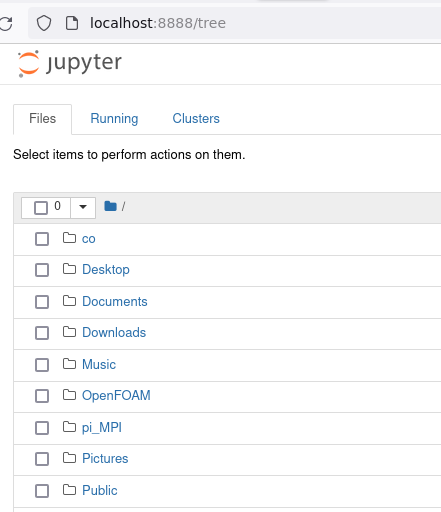 localhost:8888/tree
jupyter
Files Running Clusters
Select items to perform actions on them.
0 /
co
Desktop
Documents
Downloads
Music
OpenFOAM
pi_MPI
Pictures
Public